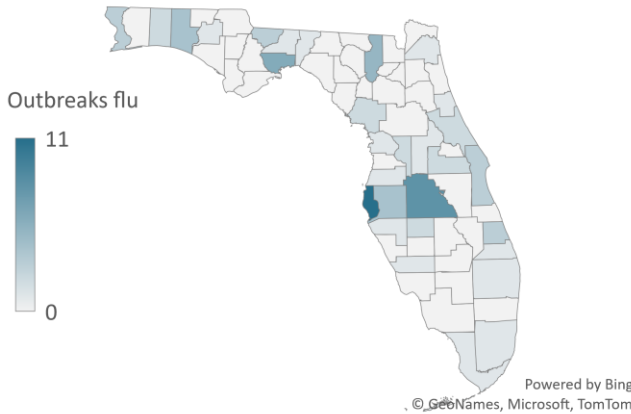 Outbreaks flu
11
0
Powered by Bing
© GeoNames, Microsoft, TomTom